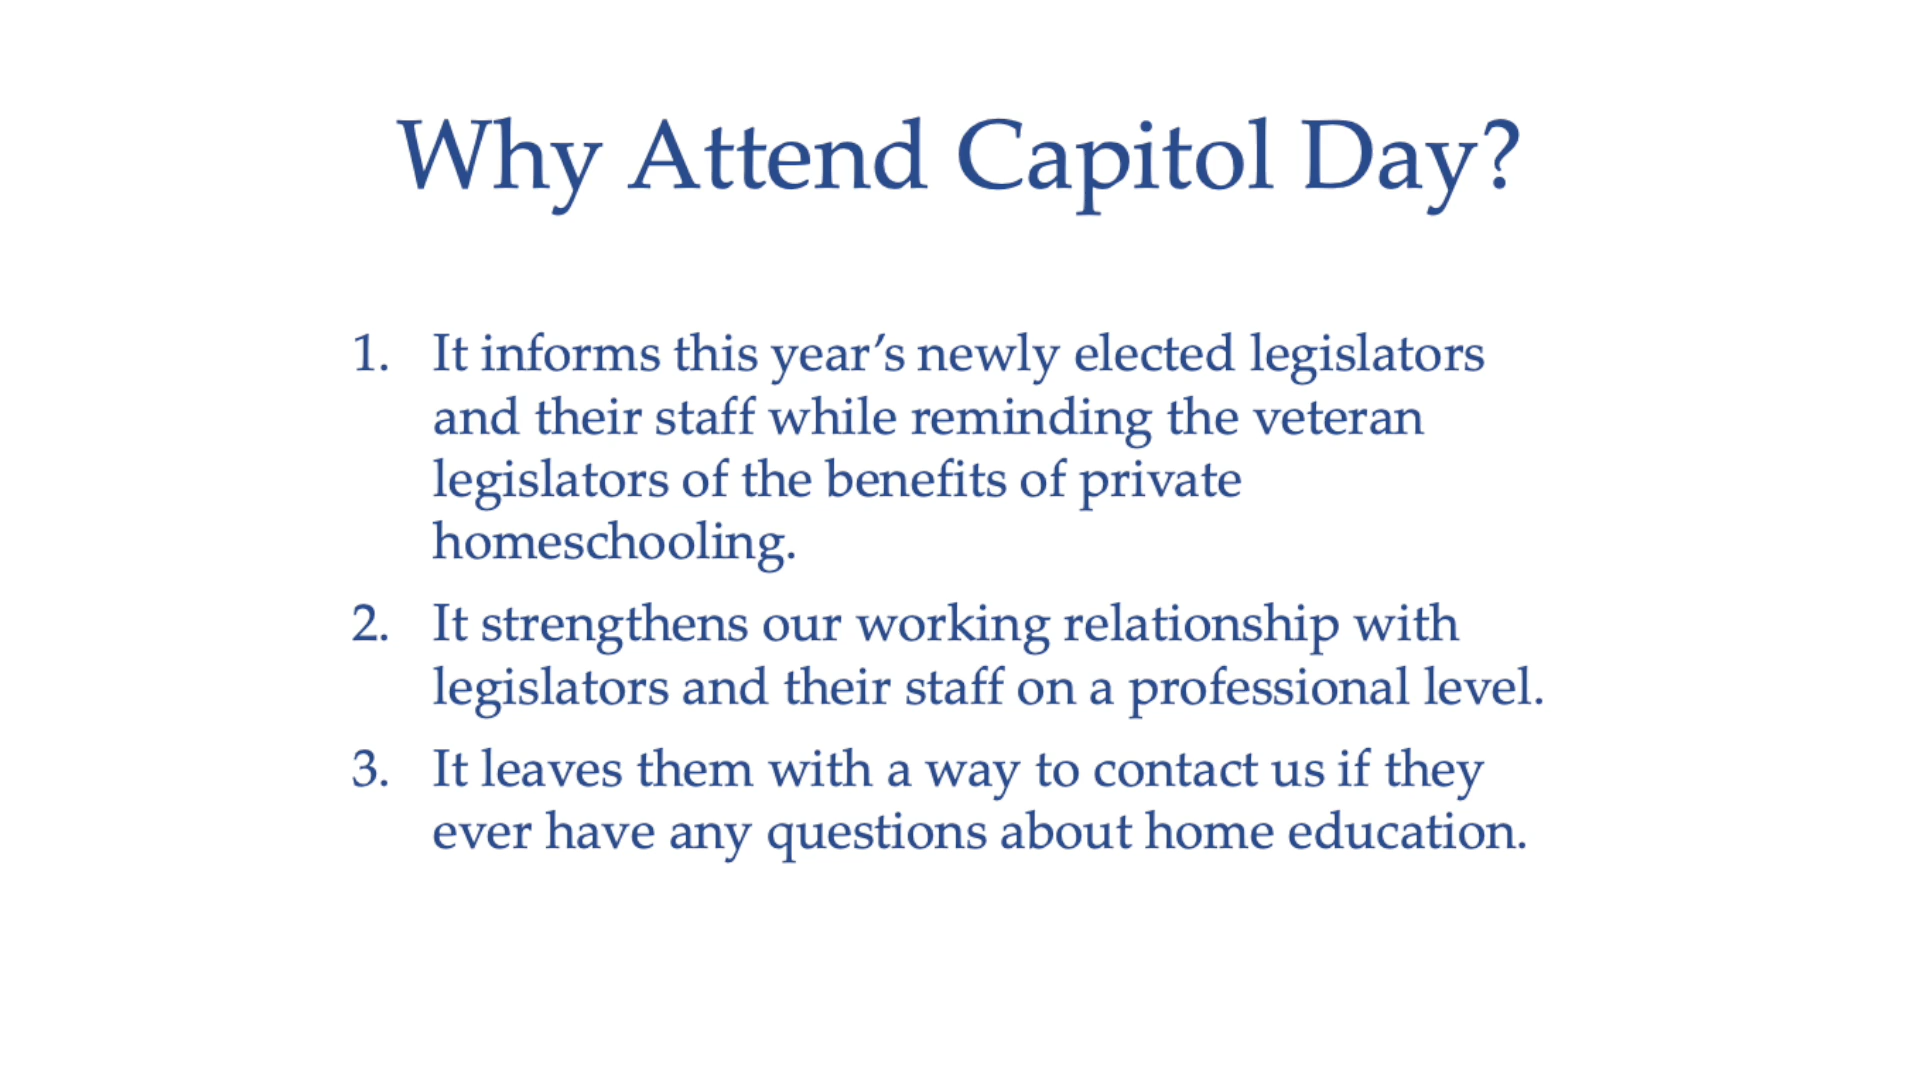 Why Attend Capitol Day?
1. It informs this year’s newly elected legislators
and their staff while reminding the veteran
legislators of the benefits of private
homeschooling.
2. It strengthens our working relationship with
legislators and their staff on a professional level.
3. It leaves them with a way to contact us if they
ever have any questions about home education.